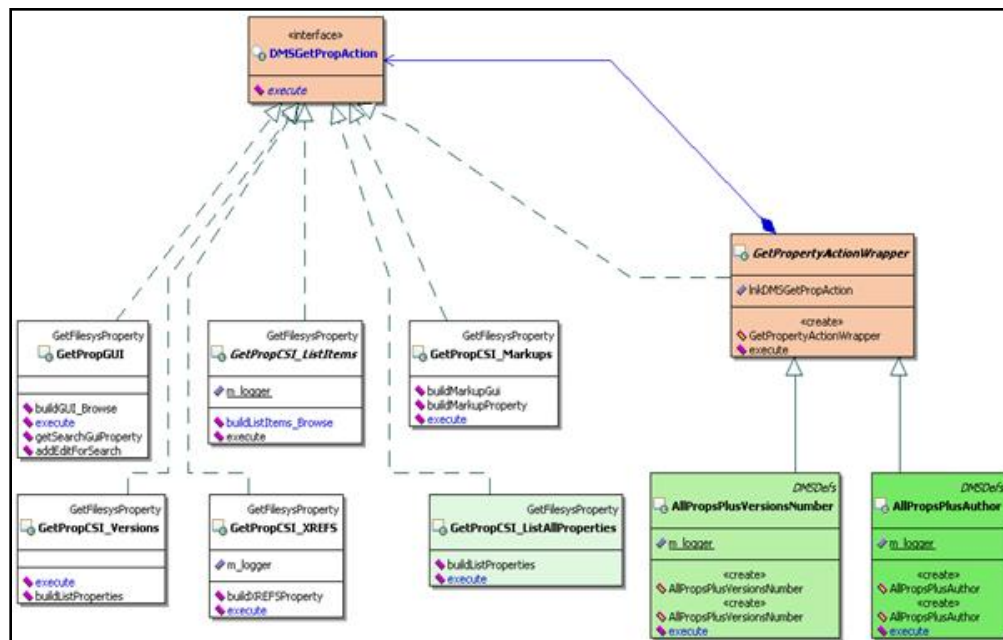 «interface»
DMSGetPropAction
execute
GetPropertyActionWrapper
lnkDMSGetPropAction
«create»
GetPropertyActionWrapper
execute
GetFilesysProperty
GetPropGUI
buildGUI_Browse
execute
getSearchGuiProperty
addEditForSearch
GetFilesysProperty
GetPropCSI_ListItems
m_logger
buildListItems_Browse
execute
GetFilesysProperty
GetPropCSI_Markups
buildMarkupGui
buildMarkupProperty
execute
GetFilesysProperty
GetPropCSI_Versions
execute
buildListProperties
GetFilesysProperty
GetPropCSI_XREFS
m_logger
buildXREFSProperty
execute
GetFilesysProperty
GetPropCSI_ListAllProperties
buildListProperties
execute
DMSDefs
AllPropsPlusVersionsNumber
m_logger
«create»
AllPropsPlusVersionsNumber
«create»
AllPropsPlusVersionsNumber
execute
DMSDefs
AllPropsPlusAuthor
m_logger
«create»
AllPropsPlusAuthor
«create»
AllPropsPlusAuthor
execute